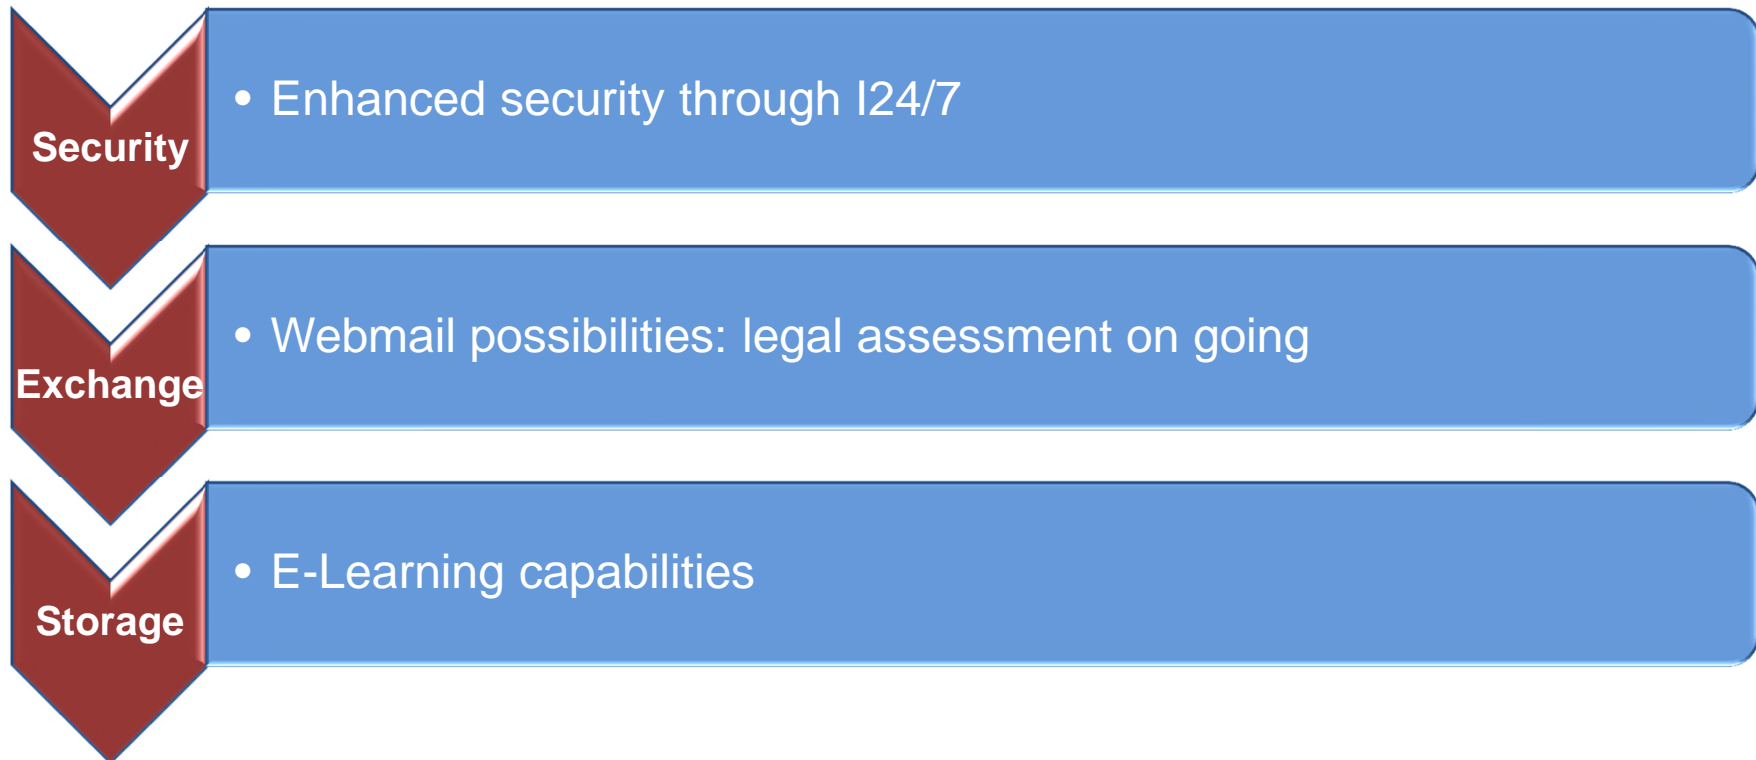 Security
• Enhanced security through I24/7
Exchange
• Webmail possibilities: legal assessment on going
Storage
• E-Learning capabilities